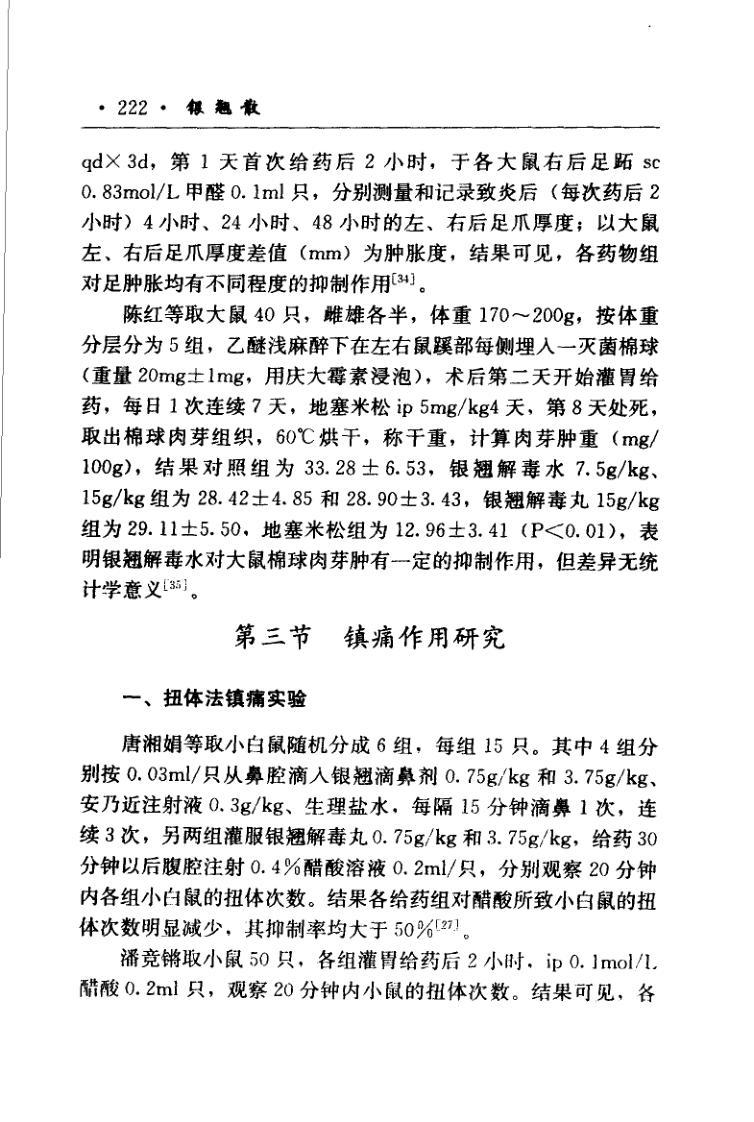 · 222 · 银翘散
qd×3d，第 1 天首次给药后 2 小时，于各大鼠右后足跖 sc
0.83mol/L 甲醛 0.1ml 只，分别测量和记录致炎后（每次药后 2
小时）4 小时、24 小时、48 小时的左、右后足爪厚度；以大鼠
左、右后足爪厚度差值（mm）为肿胀度，结果可见，各药物组
对足肿胀均有不同程度的抑制作用[34]。
陈红等取大鼠 40 只，雌雄各半，体重 170～200g，按体重
分层分为 5 组，乙醚浅麻醉下在左右鼠蹊部每侧埋入一灭菌棉球
(重量 20mg±1mg，用庆大霉素浸泡)，术后第二天开始灌胃给
药，每日 1 次连续 7 天，地塞米松 ip 5mg/kg4 天，第 8 天处死，
取出棉球肉芽组织，60℃烘干，称干重，计算肉芽肿重（mg/
100g），结果对照组为 33.28±6.53，银翘解毒水 7.5g/kg、
15g/kg 组为 28.42±4.85 和 28.90±3.43，银翘解毒丸 15g/kg
组为 29.11±5.50，地塞米松组为 12.96±3.41（P<0.01），表
明银翘解毒水对大鼠棉球肉芽肿有一定的抑制作用，但差异无统
计学意义[35]。
第三节 镇痛作用研究
一、扭体法镇痛实验
唐湘娟等取小白鼠随机分成 6 组，每组 15 只。其中 4 组分
别按 0.03ml/只从鼻腔滴入银翘滴鼻剂 0.75g/kg 和 3.75g/kg、
安乃近注射液 0.3g/kg、生理盐水，每隔 15 分钟滴鼻 1 次，连
续 3 次，另两组灌服银翘解毒丸 0.75g/kg 和 3.75g/kg，给药 30
分钟以后腹腔注射 0.4%醋酸溶液 0.2ml/只，分别观察 20 分钟
内各组小白鼠的扭体次数。结果各给药组对醋酸所致小白鼠的扭
体次数明显减少，其抑制率均大于 50%[27]。
潘竞锵取小鼠 50 只，各组灌胃给药后 2 小时，ip 0.1mol/L
醋酸 0.2ml 只，观察 20 分钟内小鼠的扭体次数。结果可见，各